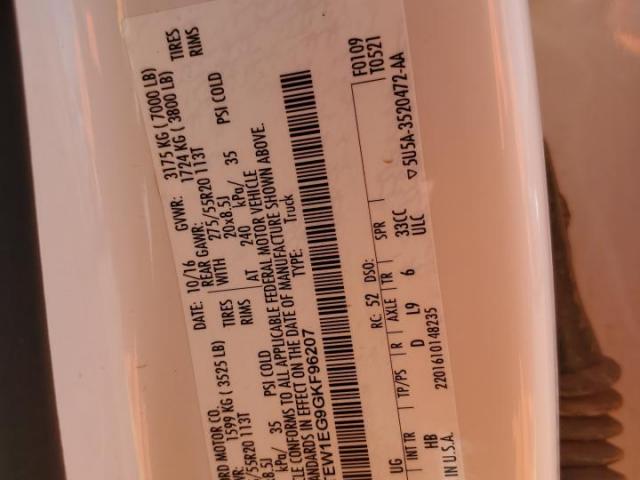 ORD MOTOR CO. DATE: 10/16 GVWR: 3175 KG ( 7000 LB)
1599 KG ( 3525 LB) REAR GAWR: 1724 KG ( 3800 LB)
/55R20 113T TIRES WITH 275/55R20 113T TIRES
8.5J RIMS 20x8.5J RIMS
kPa/ 35 PSI COLD AT 240 kPa/ 35 PSI COLD
CLE CONFORMS TO ALL APPLICABLE FEDERAL MOTOR VEHICLE
ANDARDS IN EFFECT ON THE DATE OF MANUFACTURE SHOWN ABOVE.
EW1EG9GKF96207 TYPE: Truck
F0109
T0521
RC: 52 DSO:
UG INT TR TP/PS R AXLE TR SPR
HB D L9 6 33CC
ULC
2201610148235
IN U.S.A. ▽5U5A-3520472-AA